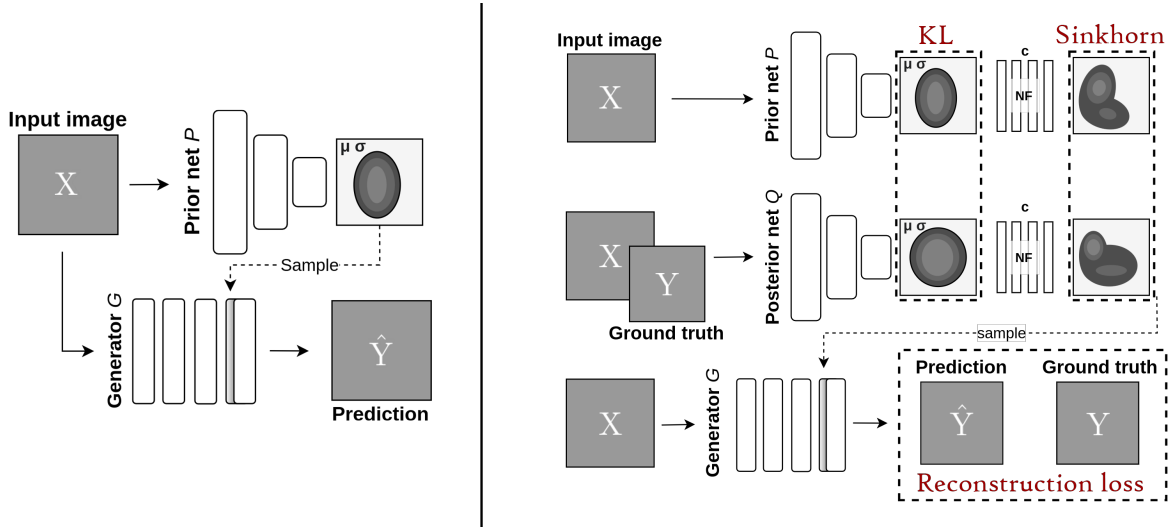 Input image
X
Prior net P
μ σ
Sample
Generator G
Ŷ
Prediction
Input image
X
Prior net P
KL
μ σ
c
NF
Sinkhorn
X
Y
Ground truth
Posterior net Q
μ σ
c
NF
sample
X
Generator G
Prediction
Ŷ
Ground truth
Y
Reconstruction loss